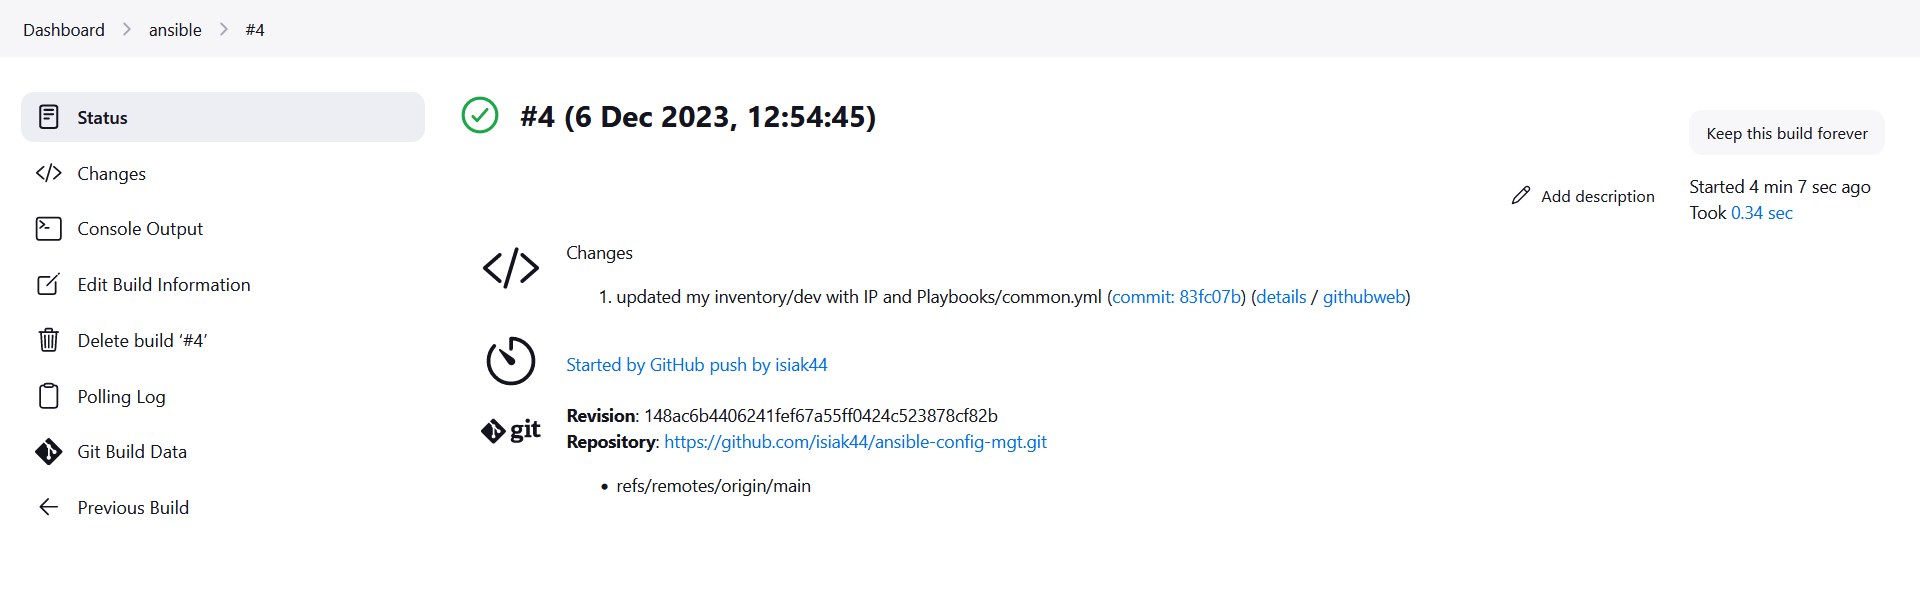 Dashboard > ansible > #4
Status
Changes
Console Output
Edit Build Information
Delete build ‘#4’
Polling Log
Git Build Data
Previous Build
#4 (6 Dec 2023, 12:54:45)
Keep this build forever
Add description
Started 4 min 7 sec ago
Took 0.34 sec
Changes
1. updated my inventory/dev with IP and Playbooks/common.yml (commit: 83fc07b) (details / githubweb)
Started by GitHub push by isiak44
git
Revision: 148ac6b4406241fef67a55ff0424c523878cf82b
Repository: https://github.com/isiak44/ansible-config-mgt.git
• refs/remotes/origin/main